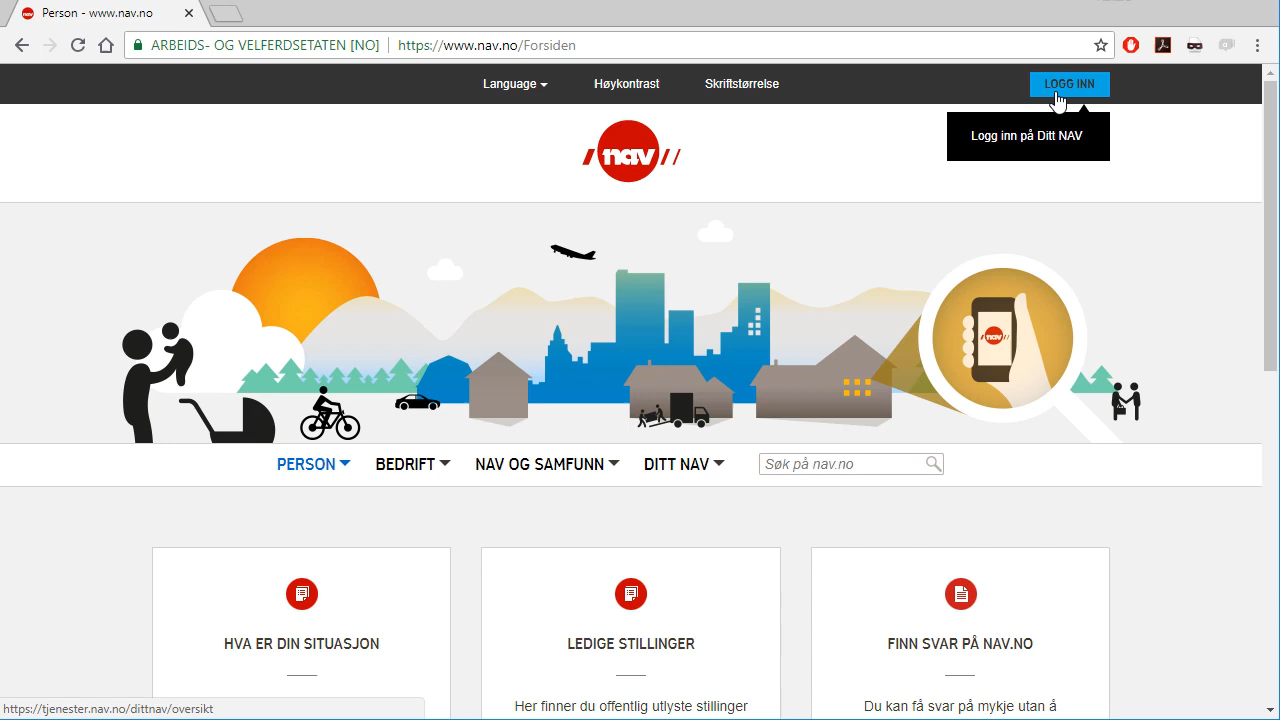 Person - www.nav.no
ARBEIDS- OG VELFERDSETATEN [NO]
https://www.nav.no/Forsiden
Language
Høykontrast
Skriftstørrelse
LOGG INN
Logg inn på Ditt NAV
nav
PERSON
BEDRIFT
NAV OG SAMFUNN
DITT NAV
Søk på nav.no
HVA ER DIN SITUASJON
LEDIGE STILLINGER
FINN SVAR PÅ NAV.NO
Her finner du offentlig utlyste stillinger
Du kan få svar på mykje utan å
https://tjenester.nav.no/dittnav/oversikt